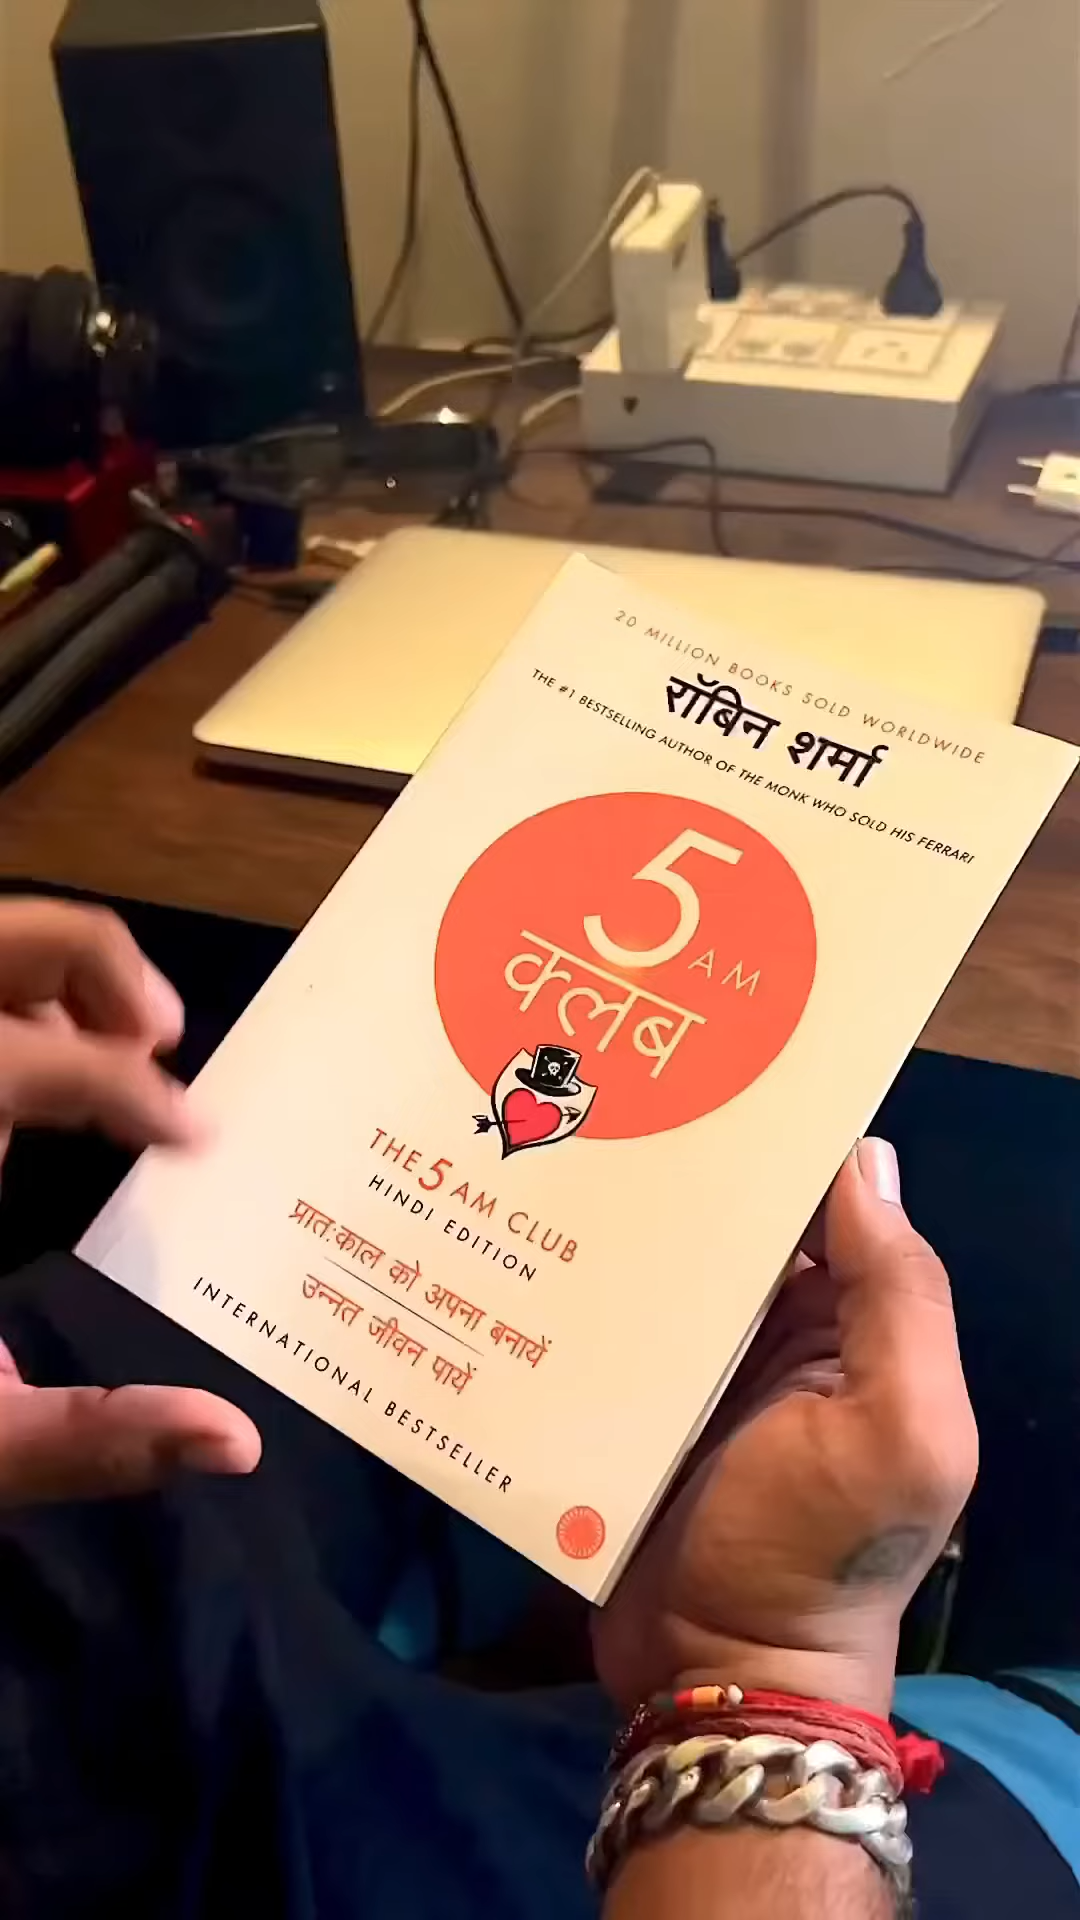 20 MILLION BOOKS SOLD WORLDWIDE
रॉबिन शर्मा
THE #1 BESTSELLING AUTHOR OF THE MONK WHO SOLD HIS FERRARI
5 AM
क्लब
THE 5 AM CLUB
HINDI EDITION
प्रात:काल को अपना बनायें
उन्नत जीवन पायें
INTERNATIONAL BESTSELLER